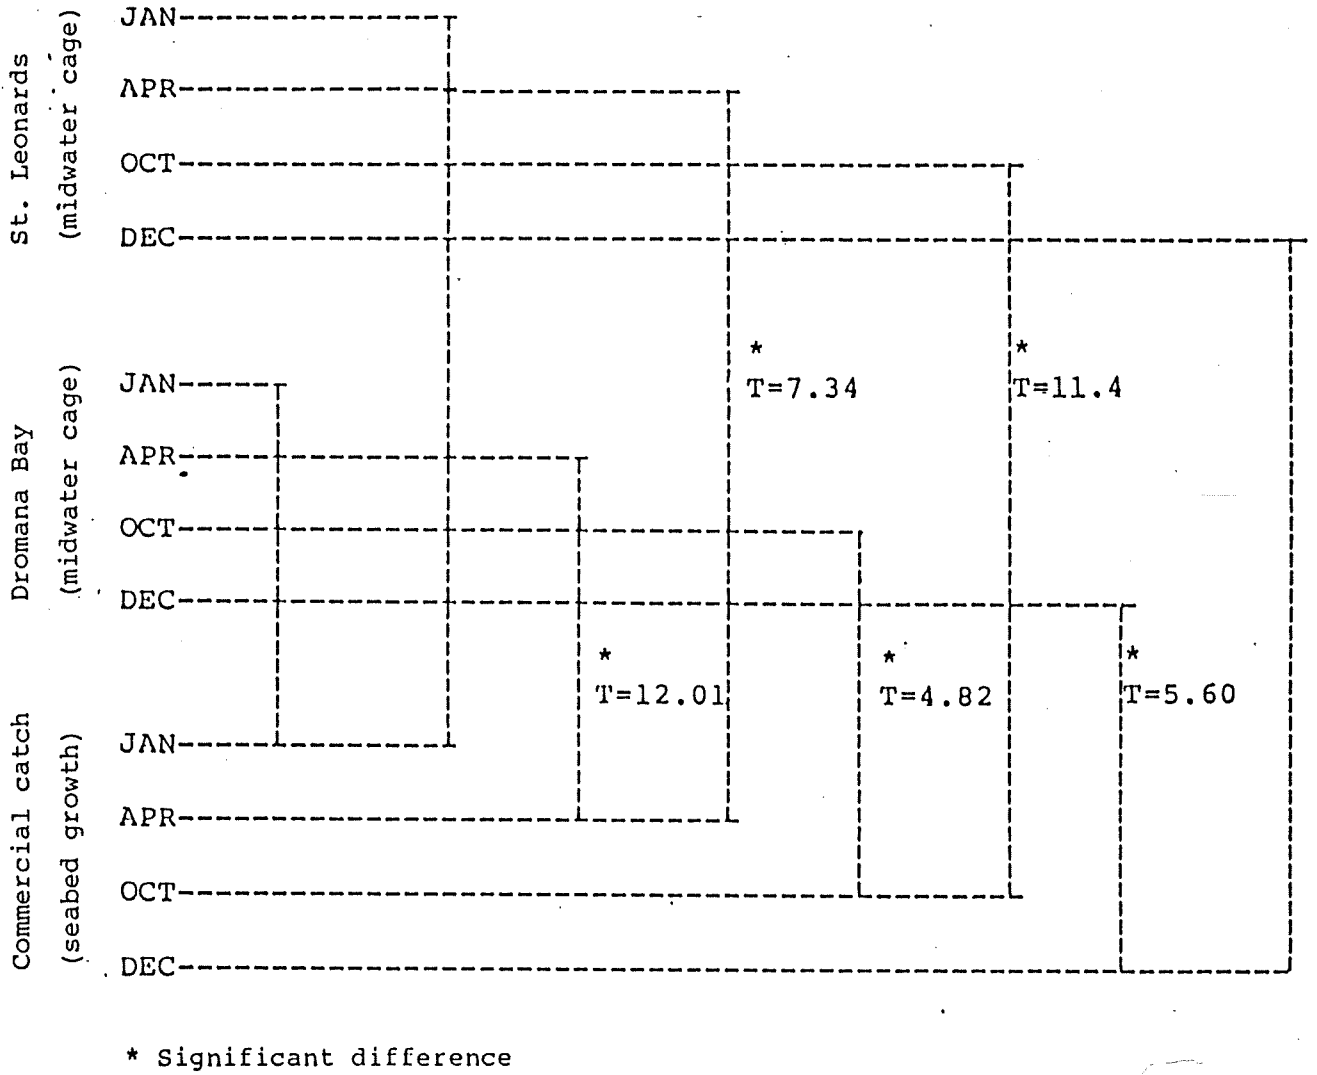 St. Leonards
(midwater cage)
JAN
APR
OCT
DEC
Dromana Bay
(midwater cage)
JAN
APR
OCT
DEC
Commercial catch
(seabed growth)
JAN
APR
OCT
DEC
*
T=7.34
*
T=11.4
*
T=12.01
*
T=4.82
*
T=5.60
* Significant difference